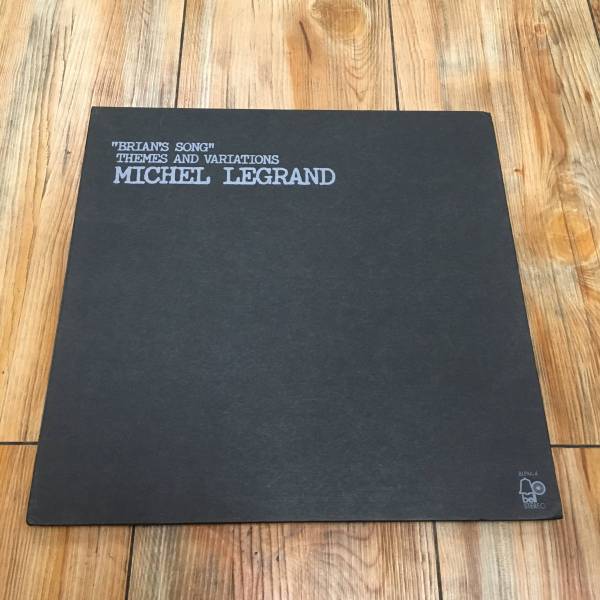 "BRIAN'S SONG"
THEMES AND VARIATIONS
MICHEL LEGRAND
bell
STEREO